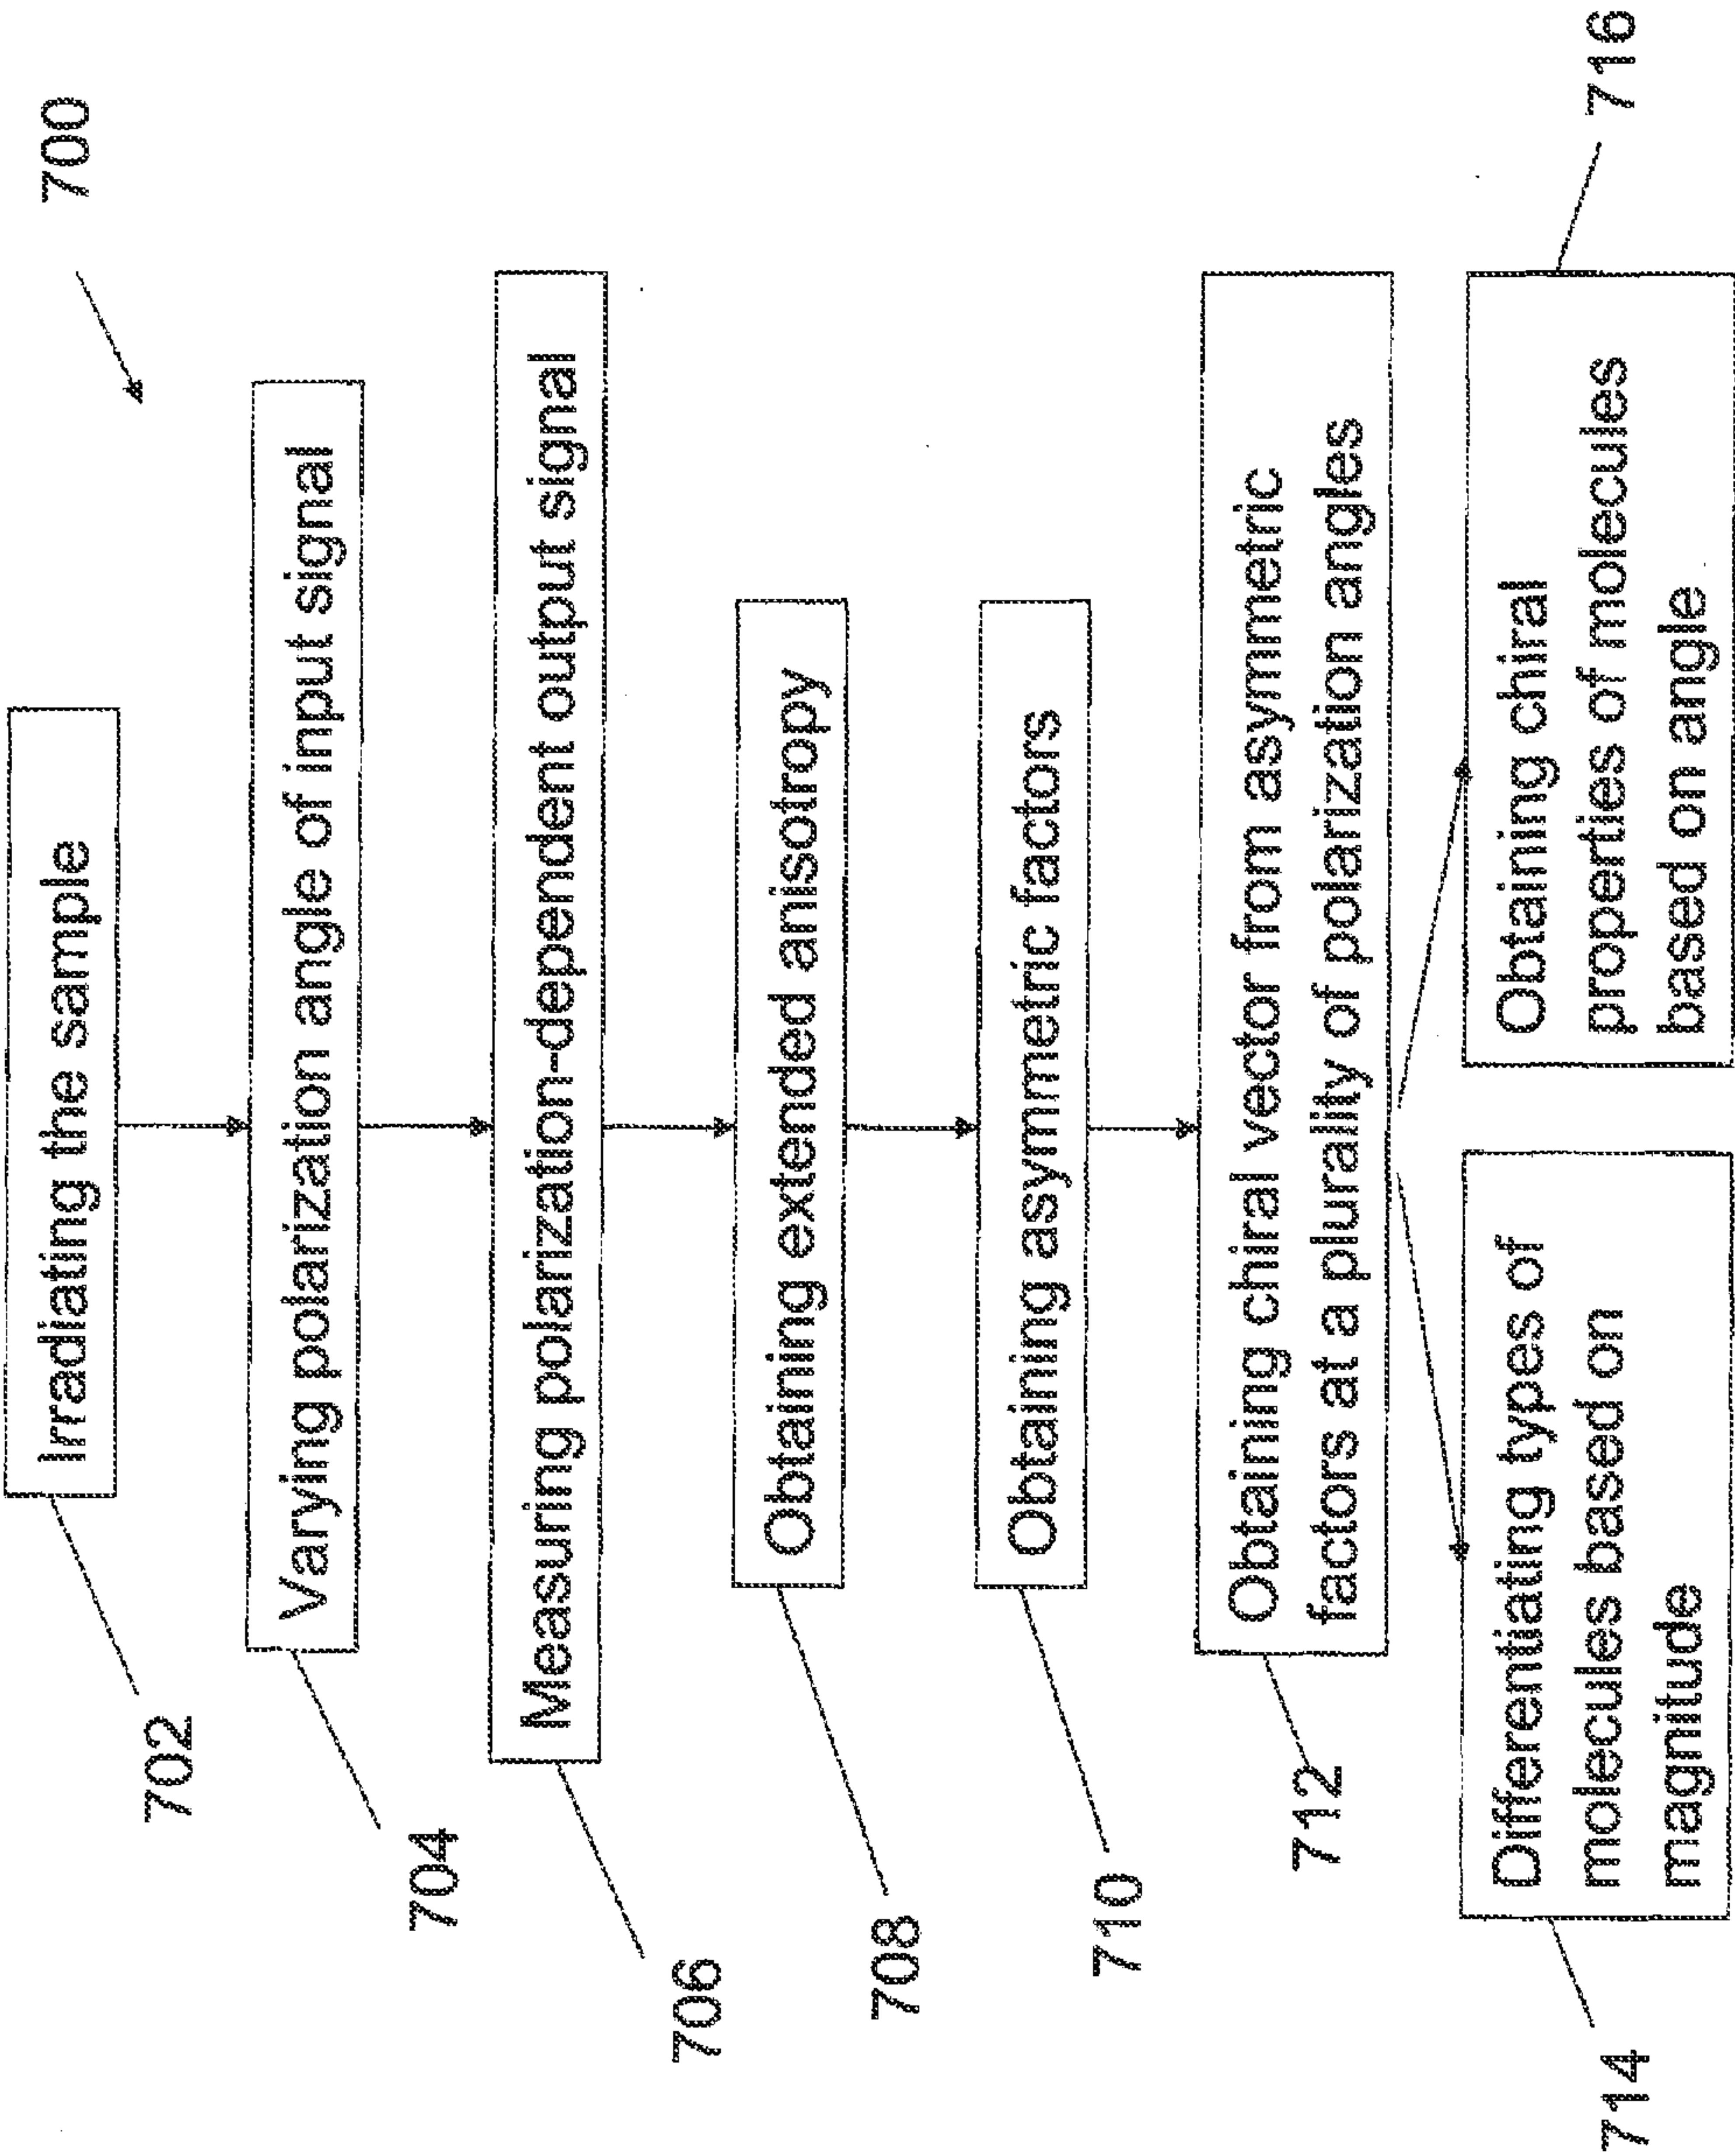 700
702
Irradiating the sample
704
Varying polarization angle of input signal
706
Measuring polarization-dependent output signal
708
Obtaining extended anisotropy
710
Obtaining asymmetric factors
712
Obtaining chiral vector from asymmetric
factors at a plurality of polarization angles
714
Differentiating types of
molecules based on
magnitude
716
Obtaining chiral
properties of molecules
based on angle